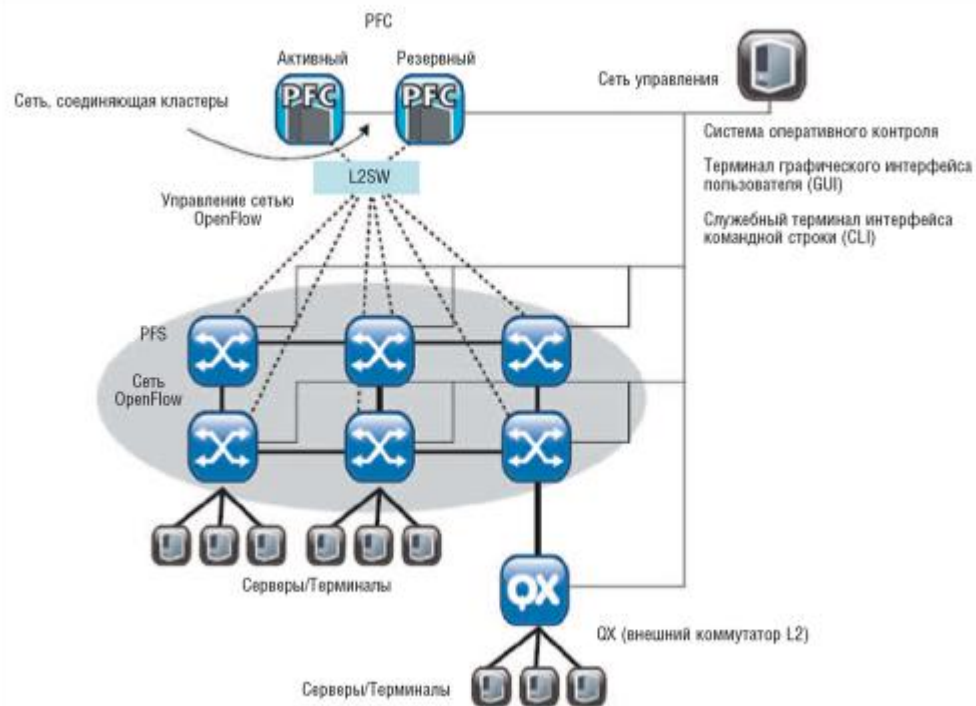 PFC
Активный
Резервный
PFC
PFC
Сеть управления
Сеть, соединяющая кластеры
Система оперативного контроля
Терминал графического интерфейса
пользователя (GUI)
Служебный терминал интерфейса
командной строки (CLI)
L2SW
Управление сетью
OpenFlow
PFS
Сеть
OpenFlow
Серверы/Терминалы
QX
QX (внешний коммутатор L2)
Серверы/Терминалы